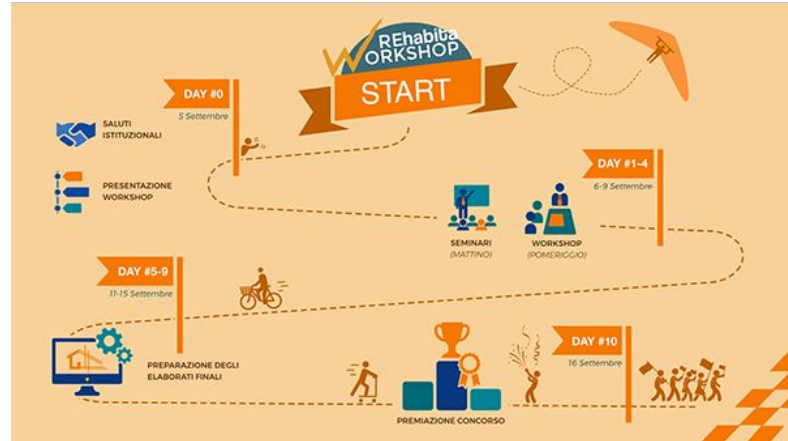 REhabita
WORKSHOP
START
DAY #0
5 Settembre
SALUTI
ISTITUZIONALI
PRESENTAZIONE
WORKSHOP
DAY #1-4
6-9 Settembre
SEMINARI
(MATTINO)
WORKSHOP
(POMERIGGIO)
DAY #5-9
11-15 Settembre
PREPARAZIONE DEGLI
ELABORATI FINALI
DAY #10
16 Settembre
PREMIAZIONE CONCORSO